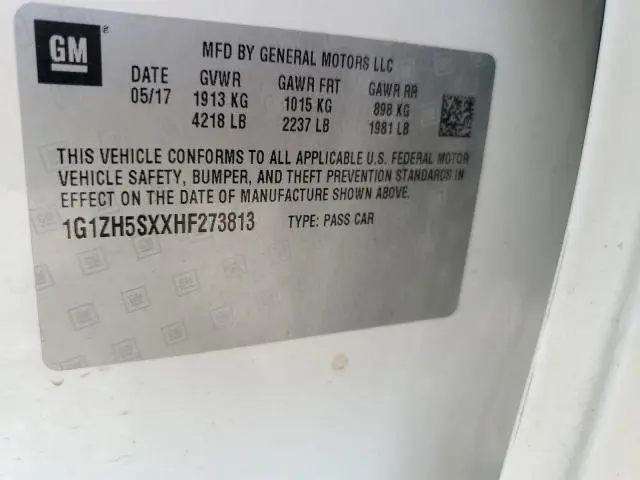 GM ®
MFD BY GENERAL MOTORS LLC
DATE GVWR GAWR FRT GAWR RR
05/17 1913 KG 1015 KG 898 KG
4218 LB 2237 LB 1981 LB
THIS VEHICLE CONFORMS TO ALL APPLICABLE U.S. FEDERAL MOTOR
VEHICLE SAFETY, BUMPER, AND THEFT PREVENTION STANDARDS IN
EFFECT ON THE DATE OF MANUFACTURE SHOWN ABOVE.
1G1ZH5SXXHF273813 TYPE: PASS CAR